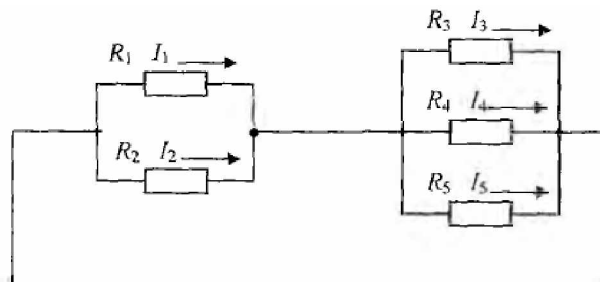 R₃ I₃
R₁ I₁
R₄ I₄
R₂ I₂
R₅ I₅